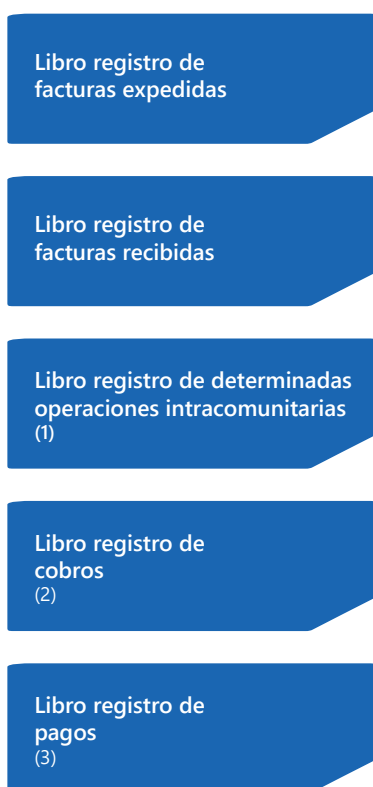 Libro registro de
facturas expedidas
Libro registro de
facturas recibidas
Libro registro de determinadas
operaciones intracomunitarias
(1)
Libro registro de
cobros
(2)
Libro registro de
pagos
(3)